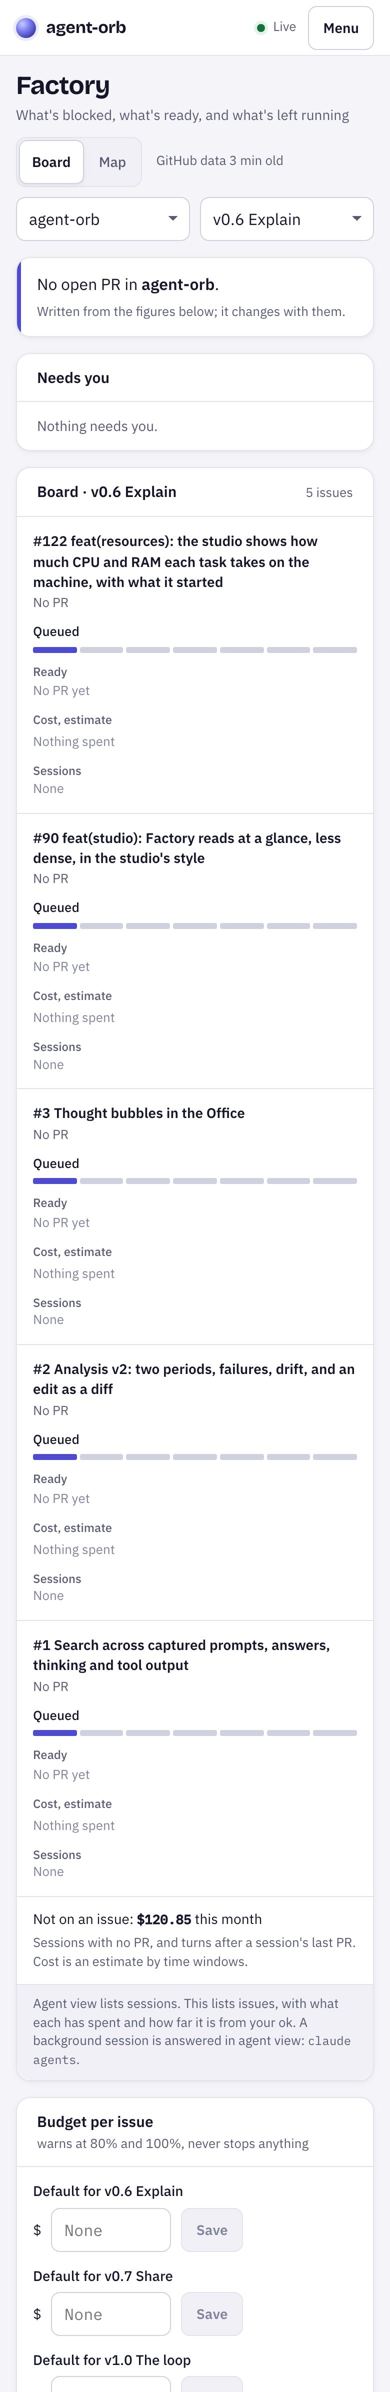 agent-orb
Live
Menu
Factory
What's blocked, what's ready, and what's left running
Board
Map
GitHub data 3 min old
agent-orb
v0.6 Explain
No open PR in agent-orb.
Written from the figures below; it changes with them.
Needs you
Nothing needs you.
Board · v0.6 Explain
5 issues
#122 feat(resources): the studio shows how
much CPU and RAM each task takes on the
machine, with what it started
No PR
Queued
Ready
No PR yet
Cost, estimate
Nothing spent
Sessions
None
#90 feat(studio): Factory reads at a glance, less
dense, in the studio's style
No PR
Queued
Ready
No PR yet
Cost, estimate
Nothing spent
Sessions
None
#3 Thought bubbles in the Office
No PR
Queued
Ready
No PR yet
Cost, estimate
Nothing spent
Sessions
None
#2 Analysis v2: two periods, failures, drift, and an
edit as a diff
No PR
Queued
Ready
No PR yet
Cost, estimate
Nothing spent
Sessions
None
#1 Search across captured prompts, answers,
thinking and tool output
No PR
Queued
Ready
No PR yet
Cost, estimate
Nothing spent
Sessions
None
Not on an issue: $120.85 this month
Sessions with no PR, and turns after a session's last PR.
Cost is an estimate by time windows.
Agent view lists sessions. This lists issues, with what
each has spent and how far it is from your ok. A
background session is answered in agent view: claude
agents.
Budget per issue
warns at 80% and 100%, never stops anything
Default for v0.6 Explain
$ None Save
Default for v0.7 Share
$ None Save
Default for v1.0 The loop